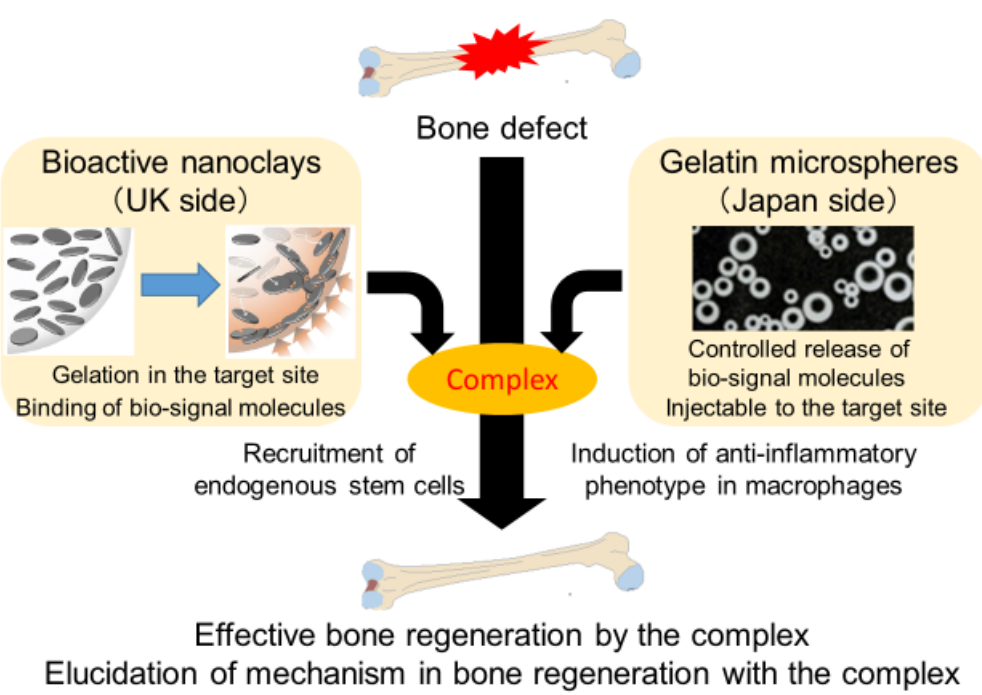 Bone defect
Bioactive nanoclays
（UK side）
Gelation in the target site
Binding of bio-signal molecules
Gelatin microspheres
（Japan side）
Controlled release of
bio-signal molecules
Injectable to the target site
Complex
Recruitment of
endogenous stem cells
Induction of anti-inflammatory
phenotype in macrophages
Effective bone regeneration by the complex
Elucidation of mechanism in bone regeneration with the complex